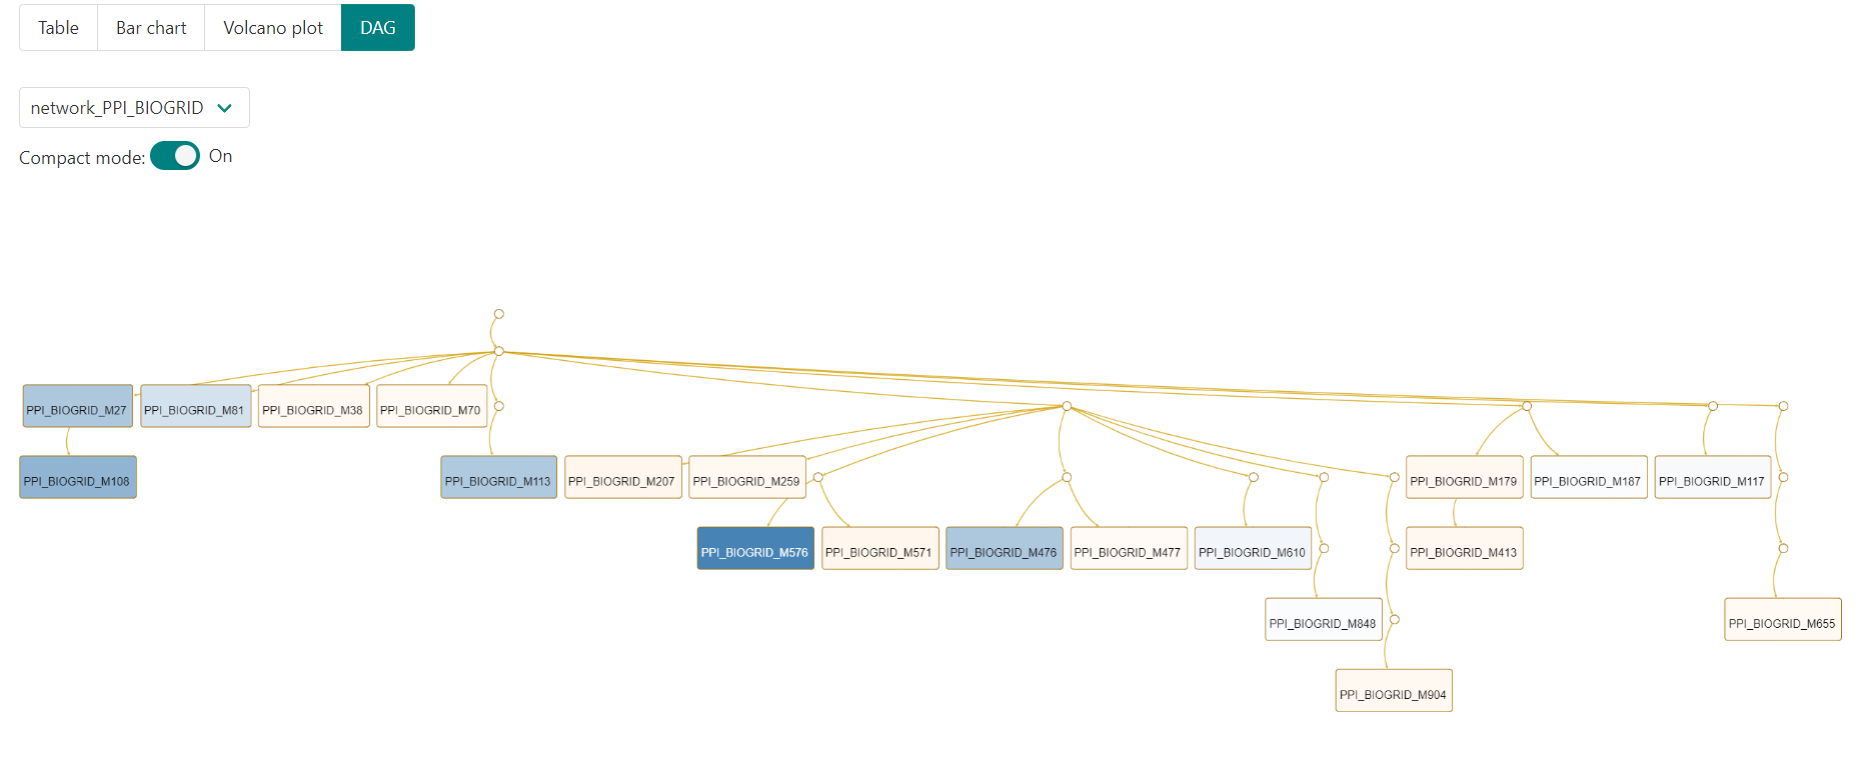 Table Bar chart Volcano plot DAG
network_PPI_BIOGRID
Compact mode: On
PPI_BIOGRID_M27 PPI_BIOGRID_M81 PPI_BIOGRID_M38 PPI_BIOGRID_M70
PPI_BIOGRID_M108 PPI_BIOGRID_M113 PPI_BIOGRID_M207 PPI_BIOGRID_M259 PPI_BIOGRID_M179 PPI_BIOGRID_M187 PPI_BIOGRID_M117
PPI_BIOGRID_M576 PPI_BIOGRID_M571 PPI_BIOGRID_M476 PPI_BIOGRID_M477 PPI_BIOGRID_M610 PPI_BIOGRID_M413
PPI_BIOGRID_M848 PPI_BIOGRID_M655
PPI_BIOGRID_M904